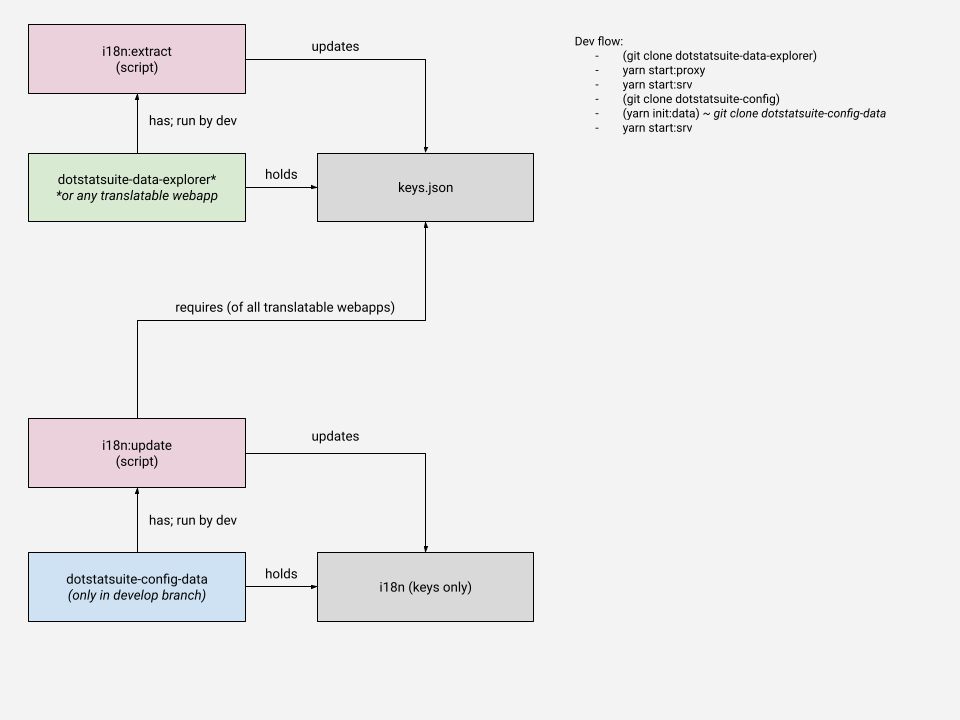 i18n:extract
(script)
updates
has; run by dev
dotstatsuite-data-explorer*
*or any translatable webapp
holds
keys.json
Dev flow:
- (git clone dotstatsuite-data-explorer)
- yarn start:proxy
- yarn start:srv
- (git clone dotstatsuite-config)
- (yarn init:data) ~ git clone dotstatsuite-config-data
- yarn start:srv
requires (of all translatable webapps)
i18n:update
(script)
updates
has; run by dev
dotstatsuite-config-data
(only in develop branch)
holds
i18n (keys only)